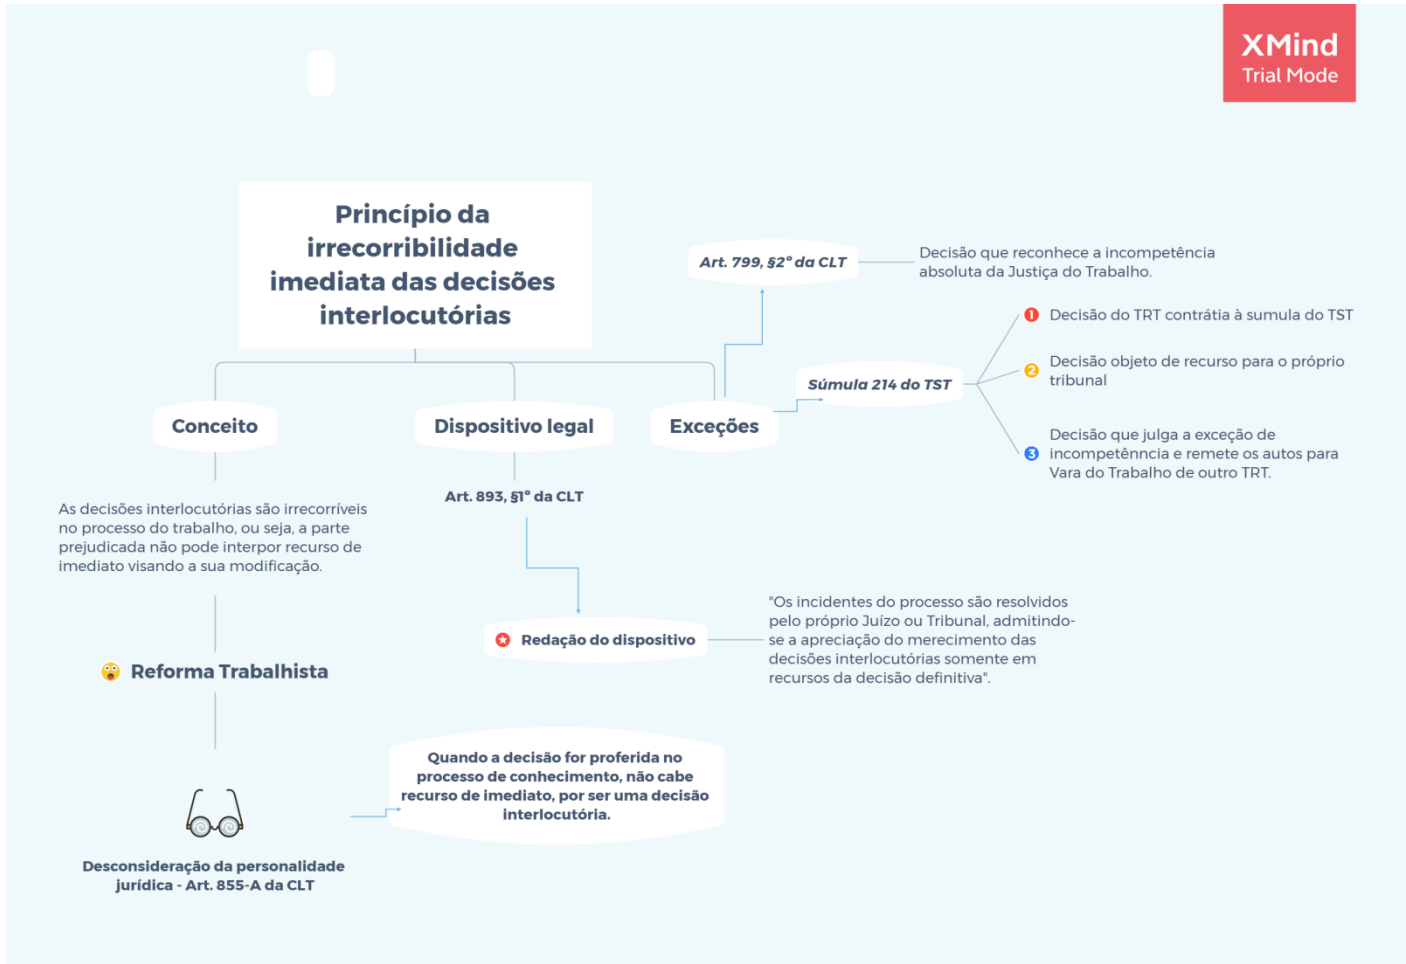 XMind
Trial Mode
Princípio da
irrecorribilidade
imediata das decisões
interlocutórias
Conceito
As decisões interlocutórias são irrecorríveis
no processo do trabalho, ou seja, a parte
prejudicada não pode interpor recurso de
imediato visando a sua modificação.
Reforma Trabalhista
Desconsideração da personalidade
jurídica - Art. 855-A da CLT
Quando a decisão for proferida no
processo de conhecimento, não cabe
recurso de imediato, por ser uma decisão
interlocutória.
Dispositivo legal
Art. 893, §1º da CLT
Redação do dispositivo
"Os incidentes do processo são resolvidos
pelo próprio Juízo ou Tribunal, admitindo-
se a apreciação do merecimento das
decisões interlocutórias somente em
recursos da decisão definitiva".
Exceções
Art. 799, §2º da CLT
Decisão que reconhece a incompetência
absoluta da Justiça do Trabalho.
Súmula 214 do TST
1 Decisão do TRT contrátia à sumula do TST
2 Decisão objeto de recurso para o próprio
tribunal
3 Decisão que julga a exceção de
incompetênncia e remete os autos para
Vara do Trabalho de outro TRT.